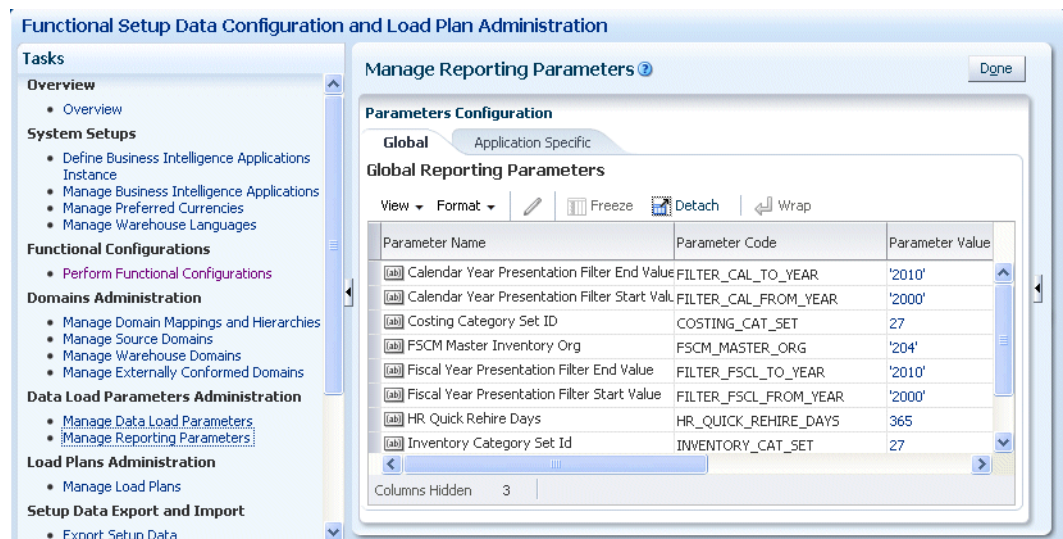 Functional Setup Data Configuration and Load Plan Administration
Tasks
Overview
Overview
System Setups
Define Business Intelligence Applications
Instance
Manage Business Intelligence Applications
Manage Preferred Currencies
Manage Warehouse Languages
Functional Configurations
Perform Functional Configurations
Domains Administration
Manage Domain Mappings and Hierarchies
Manage Source Domains
Manage Warehouse Domains
Manage Externally Conformed Domains
Data Load Parameters Administration
Manage Data Load Parameters
Manage Reporting Parameters
Load Plans Administration
Manage Load Plans
Setup Data Export and Import
Export Setup Data
Manage Reporting Parameters ?
Done
Parameters Configuration
Global Application Specific
Global Reporting Parameters
View Format Freeze Detach Wrap
Parameter Name Parameter Code Parameter Value
[ab] Calendar Year Presentation Filter End Value FILTER_CAL_TO_YEAR '2010'
[ab] Calendar Year Presentation Filter Start Valu FILTER_CAL_FROM_YEAR '2000'
[ab] Costing Category Set ID COSTING_CAT_SET 27
[ab] FSCM Master Inventory Org FSCM_MASTER_ORG '204'
[ab] Fiscal Year Presentation Filter End Value FILTER_FSCL_TO_YEAR '2010'
[ab] Fiscal Year Presentation Filter Start Value FILTER_FSCL_FROM_YEAR '2000'
[ab] HR Quick Rehire Days HR_QUICK_REHIRE_DAYS 365
[ab] Inventory Category Set Id INVENTORY_CAT_SET 27
Columns Hidden 3